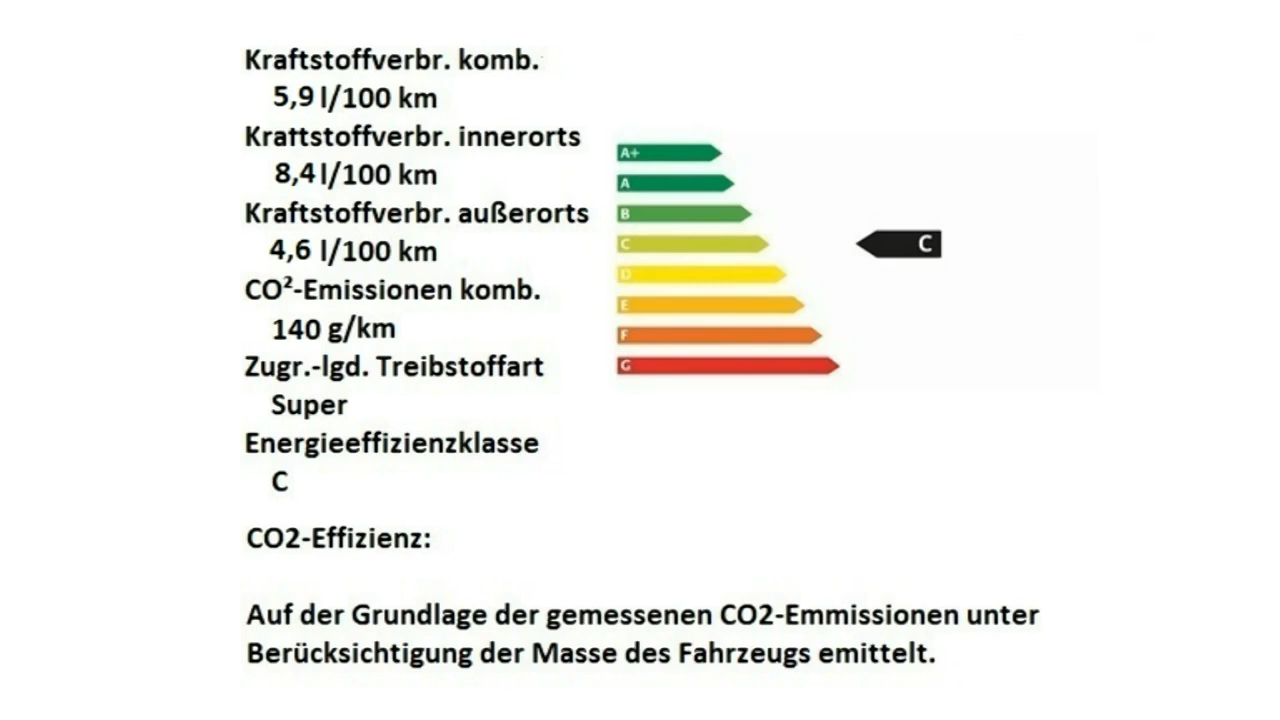 Kraftstoffverbr. komb.
5,9 l/100 km
Krattstoffverbr. innerorts
8,4 l/100 km
Kraftstoffverbr. außerorts
4,6 l/100 km
CO²-Emissionen komb.
140 g/km
Zugr.-lgd. Treibstoffart
Super
Energieeffizienzklasse
C
A+
A
B
C
C
D
E
F
G
CO2-Effizienz:
Auf der Grundlage der gemessenen CO2-Emmissionen unter
Berücksichtigung der Masse des Fahrzeugs emittelt.